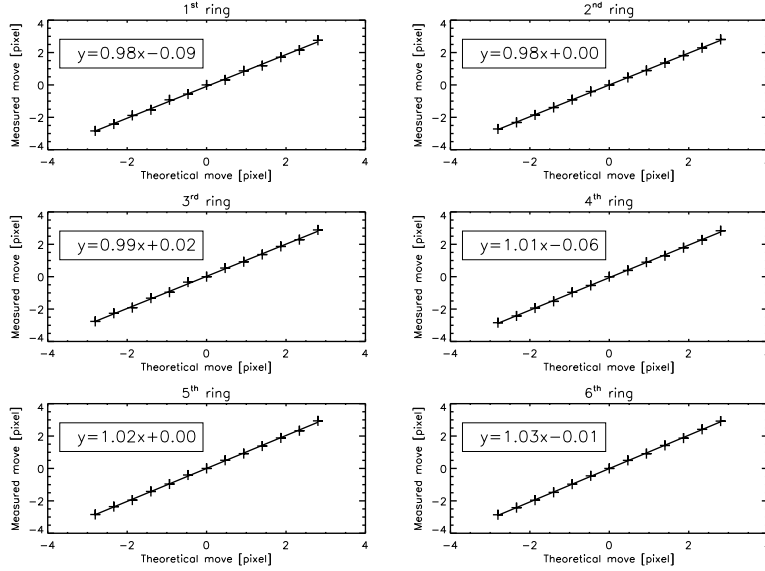 1st ring
y=0.98x−0.09
Measured move [pixel]
4
2
0
−2
−4
−4 −2 0 2 4
Theoretical move [pixel]
2nd ring
y=0.98x+0.00
Measured move [pixel]
4
2
0
−2
−4
−4 −2 0 2 4
Theoretical move [pixel]
3rd ring
y=0.99x+0.02
Measured move [pixel]
4
2
0
−2
−4
−4 −2 0 2 4
Theoretical move [pixel]
4th ring
y=1.01x−0.06
Measured move [pixel]
4
2
0
−2
−4
−4 −2 0 2 4
Theoretical move [pixel]
5th ring
y=1.02x+0.00
Measured move [pixel]
4
2
0
−2
−4
−4 −2 0 2 4
Theoretical move [pixel]
6th ring
y=1.03x−0.01
Measured move [pixel]
4
2
0
−2
−4
−4 −2 0 2 4
Theoretical move [pixel]